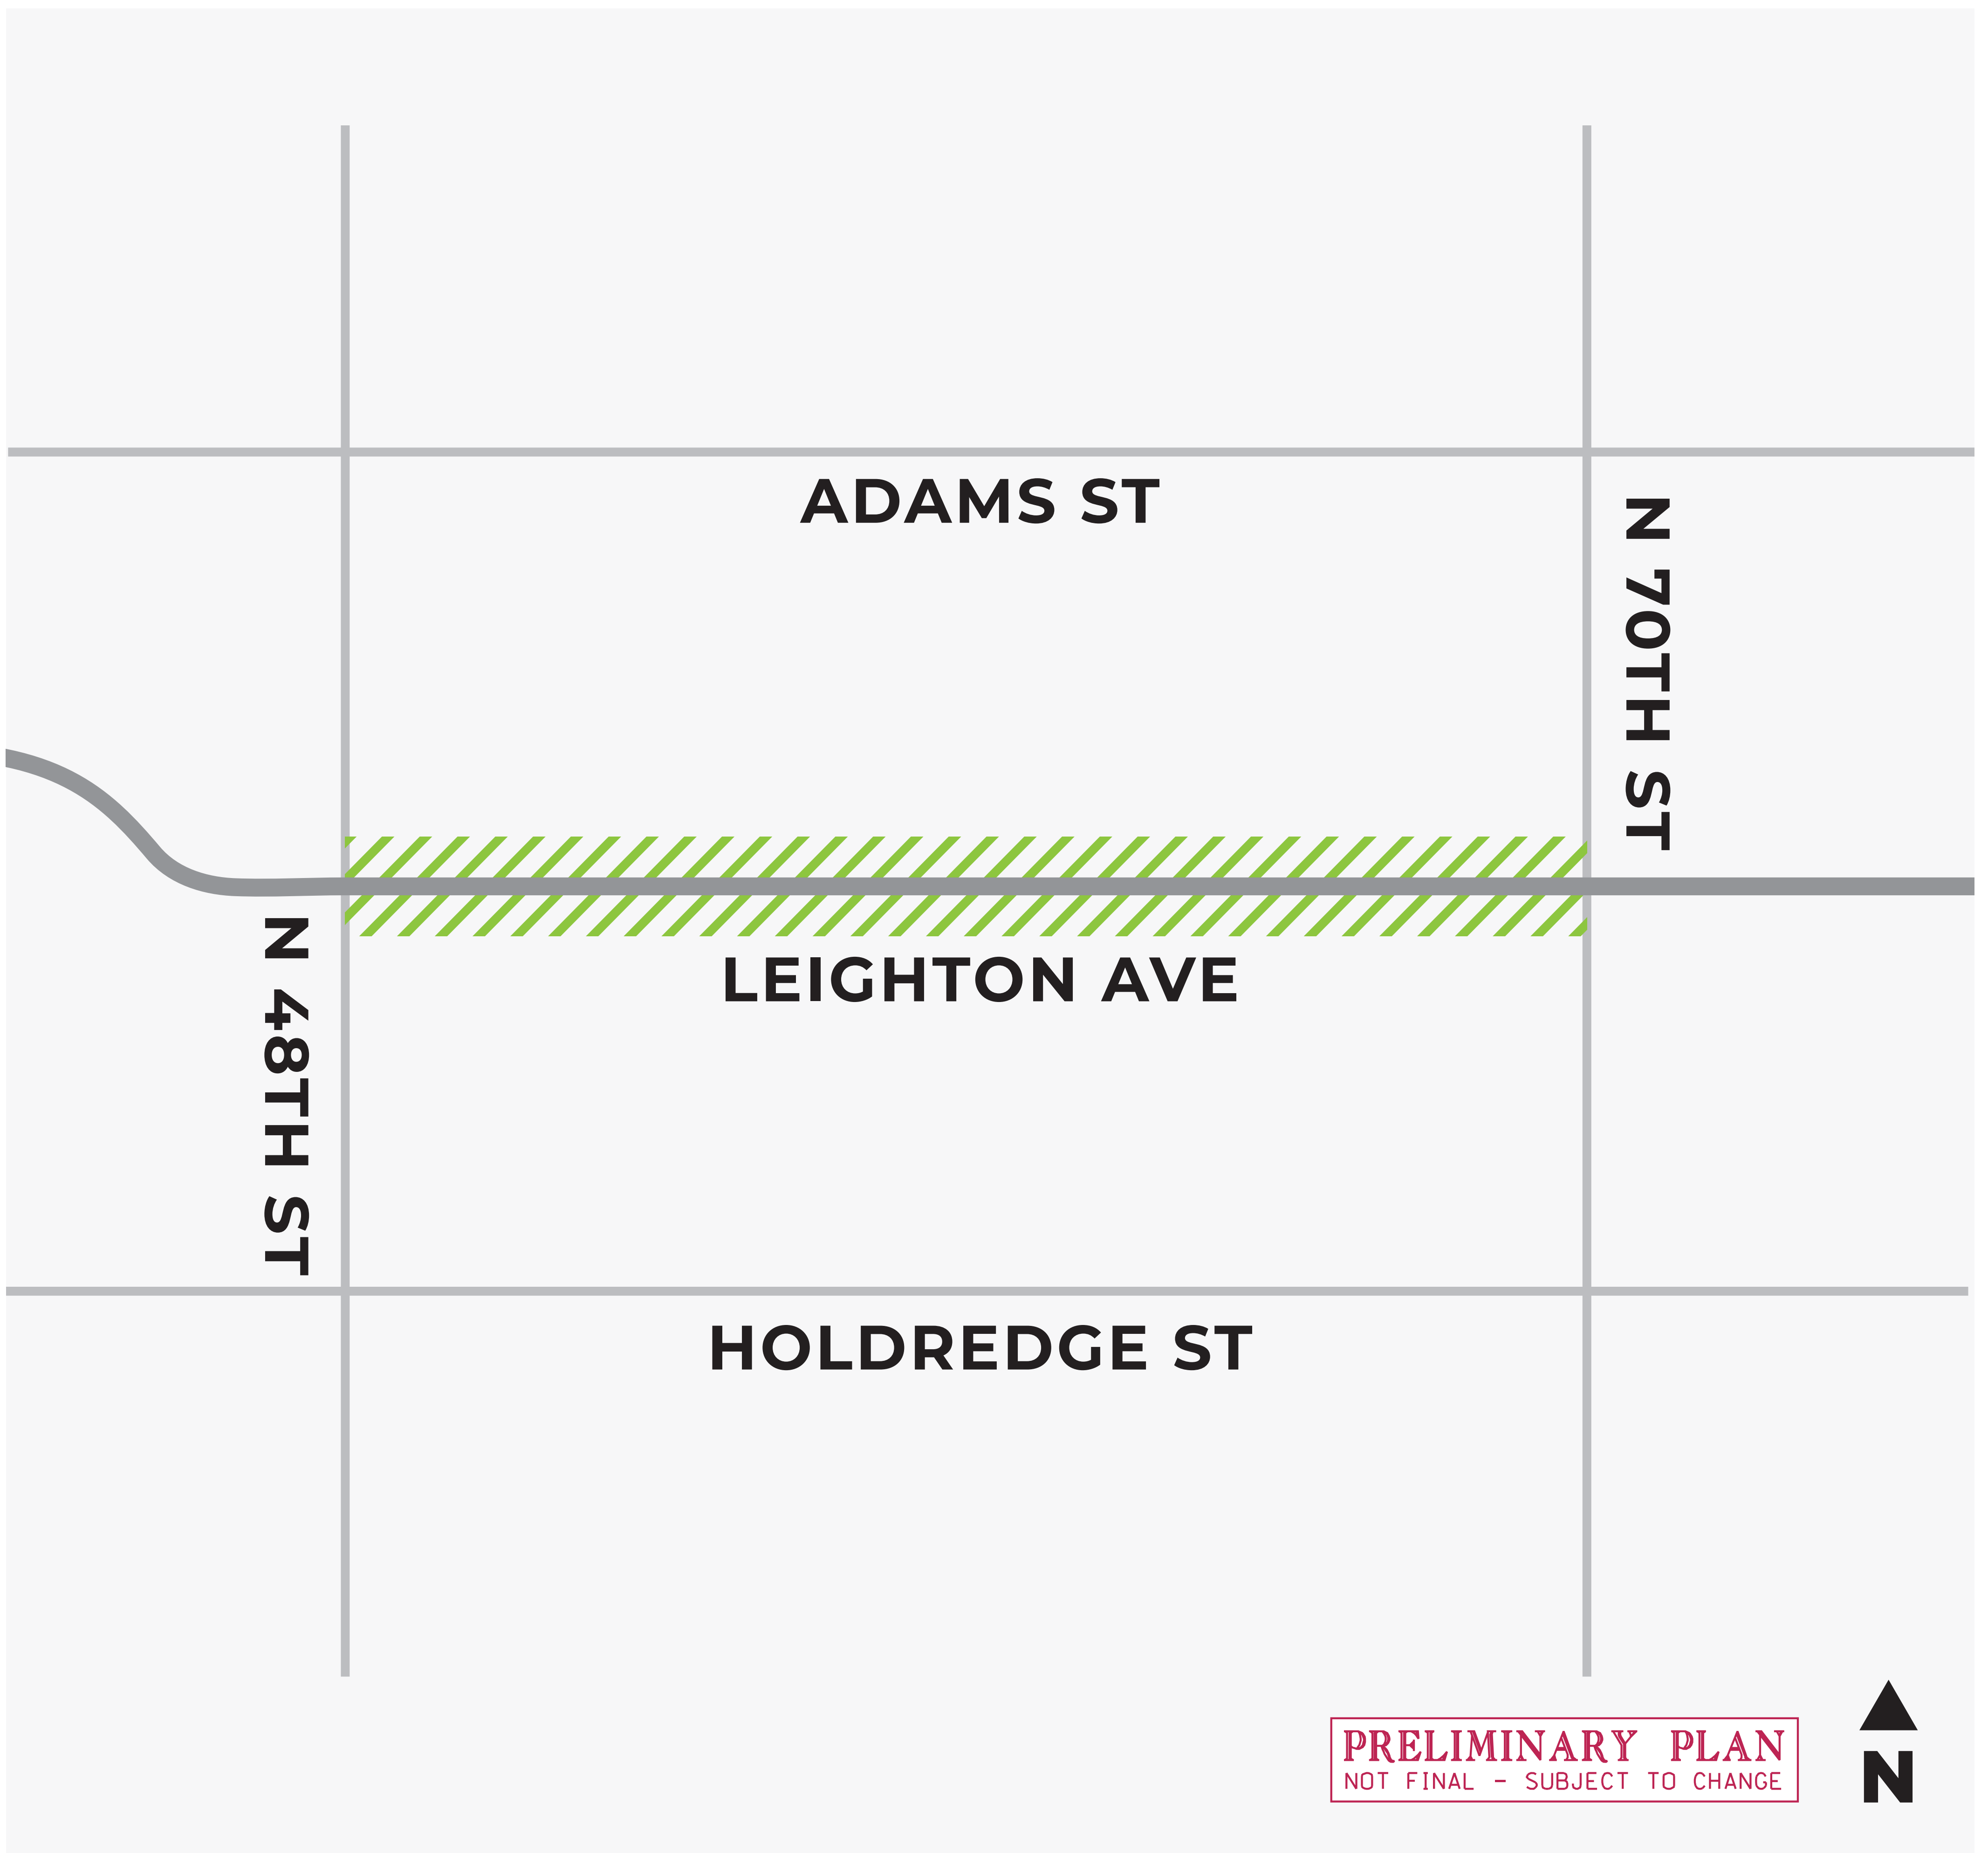 ADAMS ST
N 70TH ST
LEIGHTON AVE
N 48TH ST
HOLDREDGE ST
PRELIMINARY PLAN
NOT FINAL - SUBJECT TO CHANGE
N